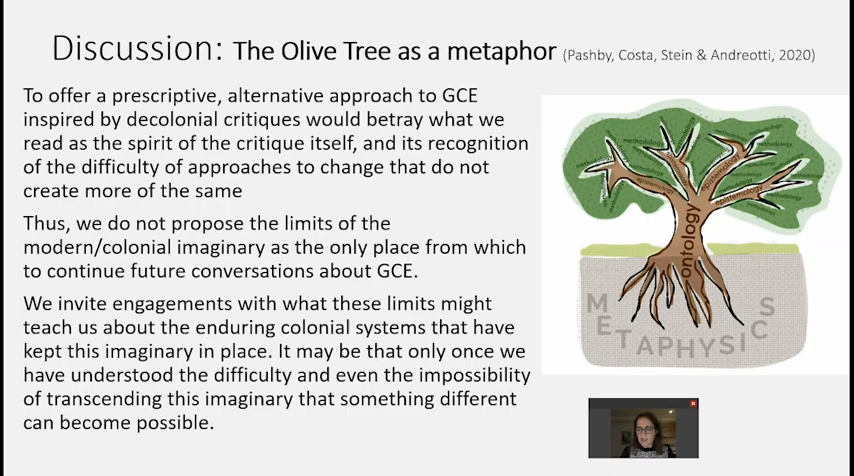 Discussion: The Olive Tree as a metaphor (Pashby, Costa, Stein & Andreotti, 2020)
To offer a prescriptive, alternative approach to GCE
inspired by decolonial critiques would betray what we
read as the spirit of the critique itself, and its recognition
of the difficulty of approaches to change that do not
create more of the same
Thus, we do not propose the limits of the
modern/colonial imaginary as the only place from which
to continue future conversations about GCE.
We invite engagements with what these limits might
teach us about the enduring colonial systems that have
kept this imaginary in place. It may be that only once we
have understood the difficulty and even the impossibility
of transcending this imaginary that something different
can become possible.
methodology
methodology
methodology
methodology
epistemology
epistemology
epistemology
epistemology
ontology
METAPHYSICS